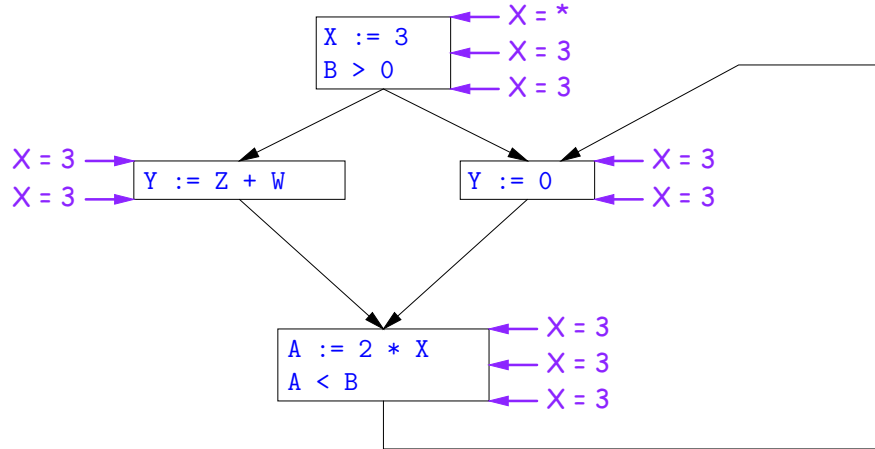 X = *
X := 3
X = 3
B > 0
X = 3
X = 3
X = 3
Y := Z + W
X = 3
Y := 0
X = 3
X = 3
X = 3
A := 2 * X
X = 3
A < B
X = 3